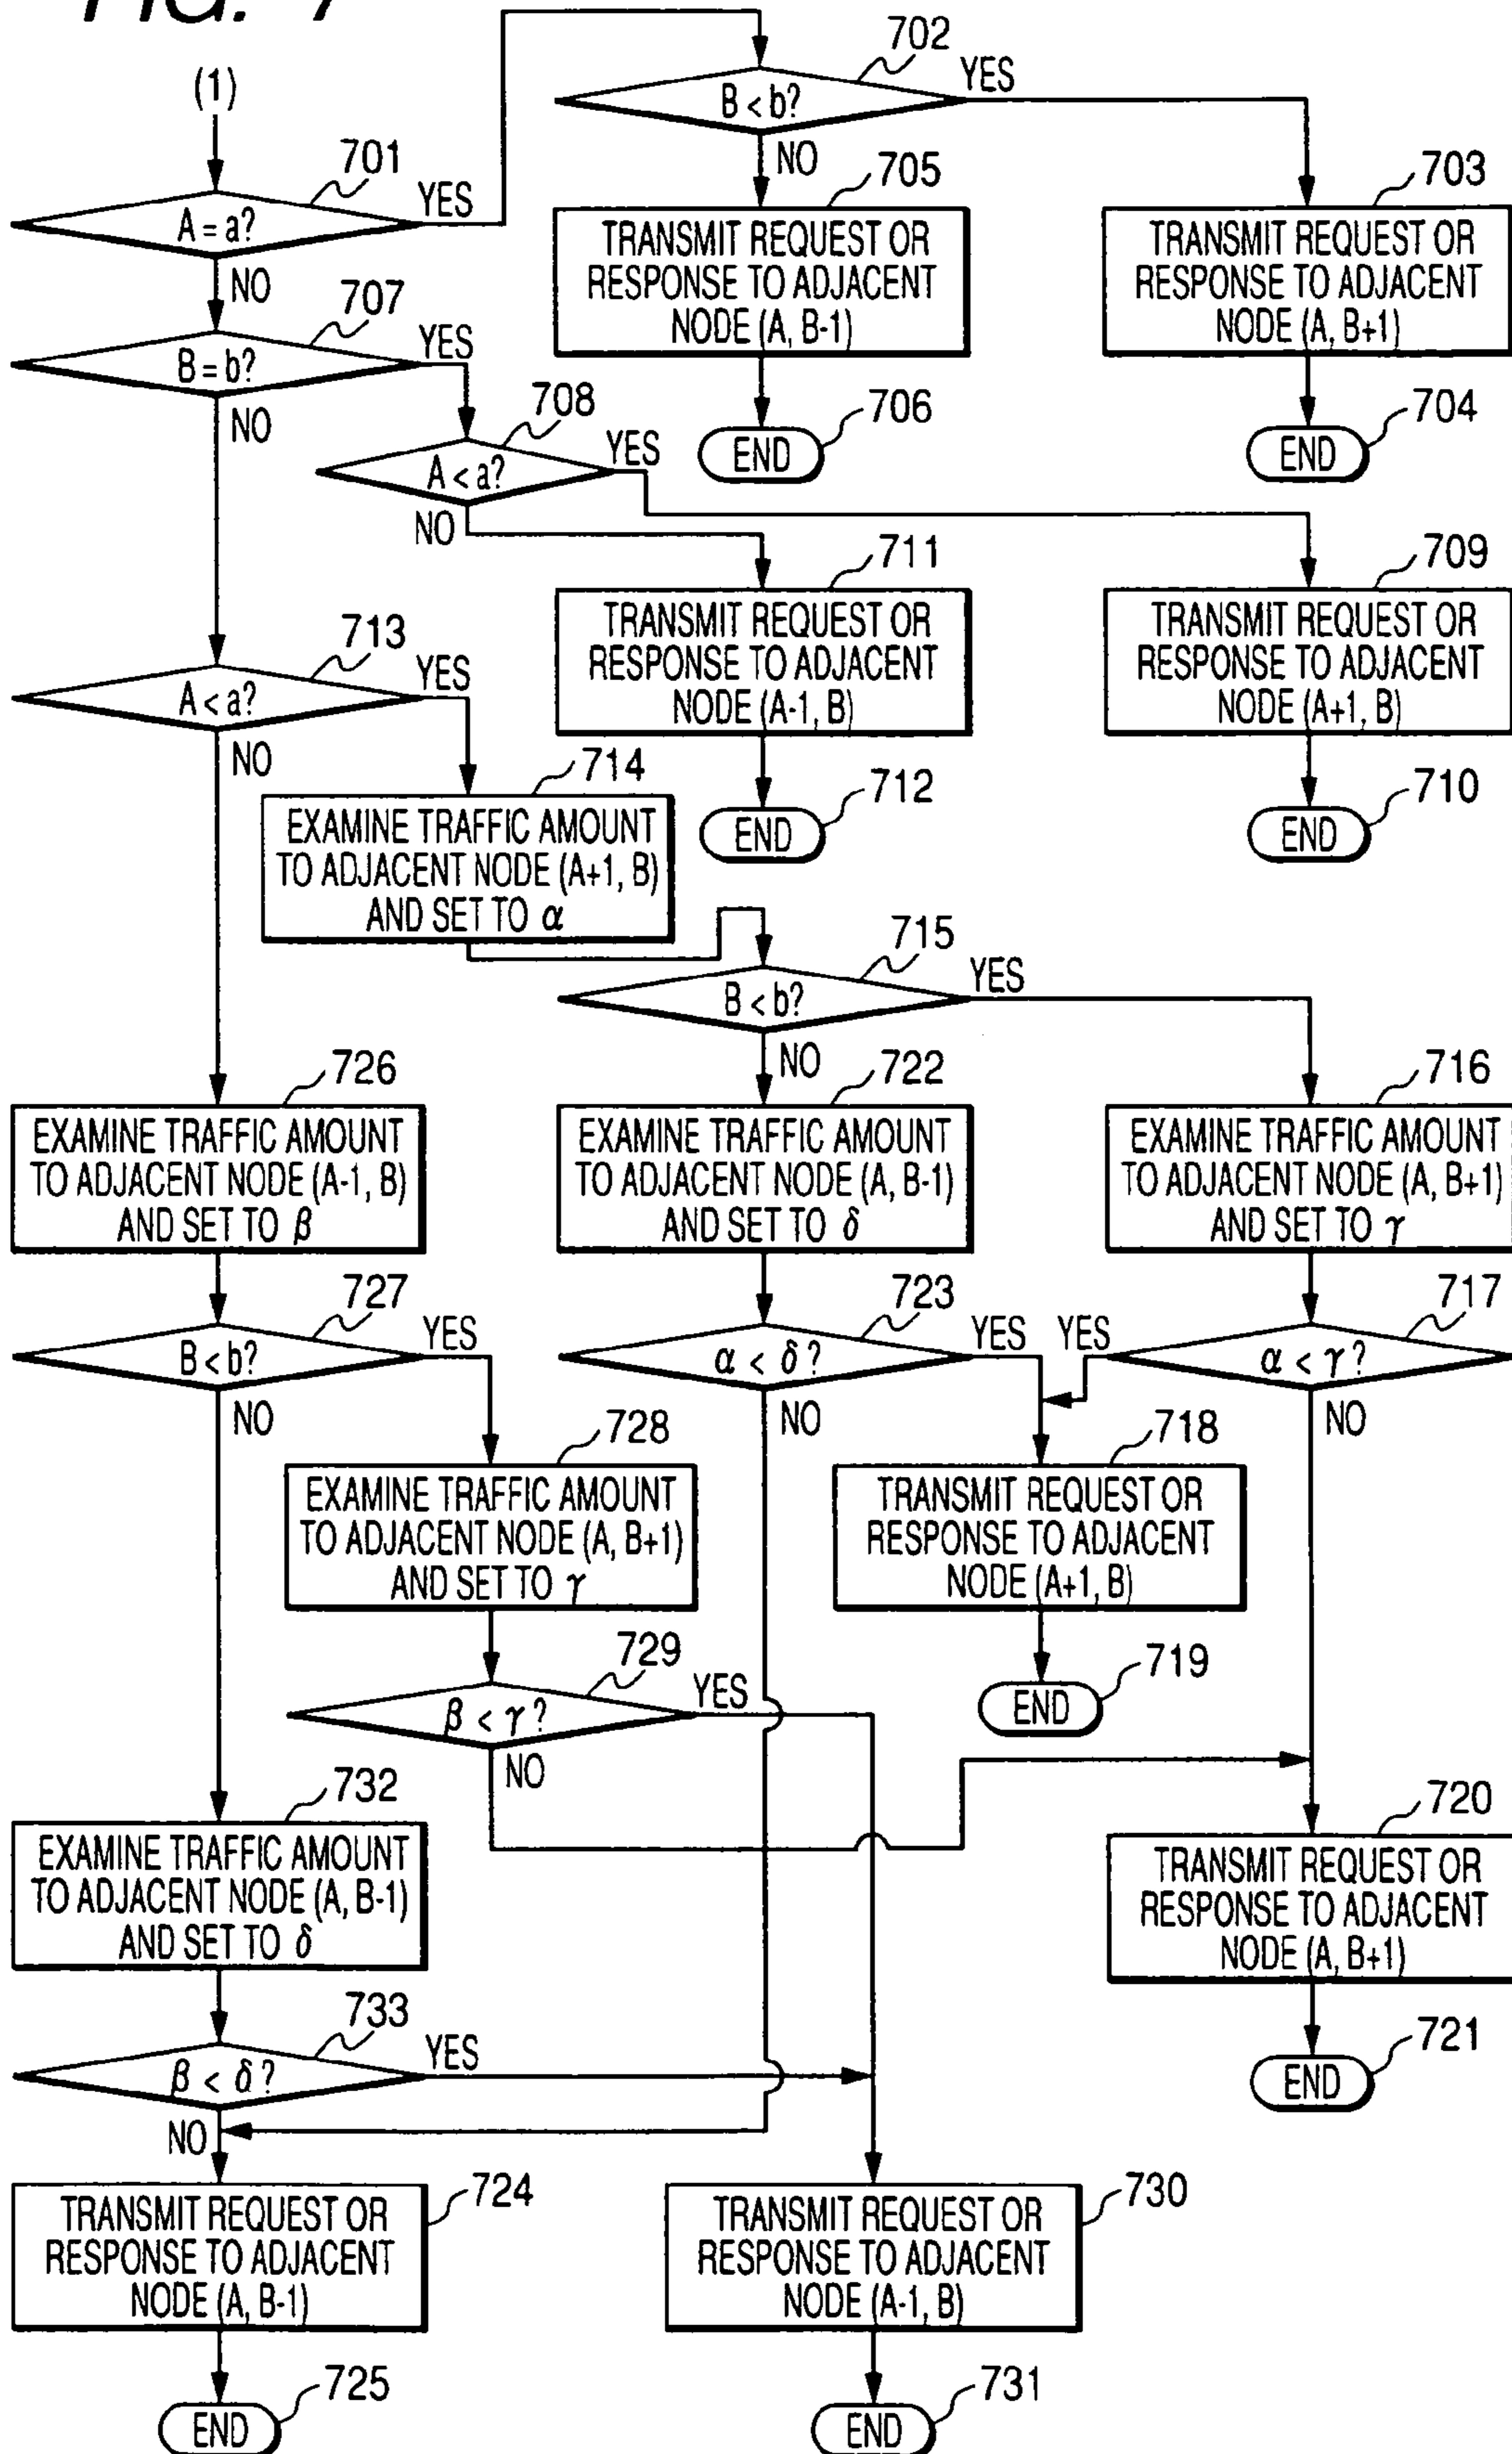 FIG. 7
(1)
701
A = a?
YES
NO
702
B < b?
YES
NO
705
TRANSMIT REQUEST OR
RESPONSE TO ADJACENT
NODE (A, B-1)
706
END
703
TRANSMIT REQUEST OR
RESPONSE TO ADJACENT
NODE (A, B+1)
704
END
707
B = b?
YES
NO
708
A < a?
YES
NO
711
TRANSMIT REQUEST OR
RESPONSE TO ADJACENT
NODE (A-1, B)
712
END
709
TRANSMIT REQUEST OR
RESPONSE TO ADJACENT
NODE (A+1, B)
710
END
713
A < a?
YES
NO
714
EXAMINE TRAFFIC AMOUNT
TO ADJACENT NODE (A+1, B)
AND SET TO α
715
B < b?
YES
NO
726
EXAMINE TRAFFIC AMOUNT
TO ADJACENT NODE (A-1, B)
AND SET TO β
722
EXAMINE TRAFFIC AMOUNT
TO ADJACENT NODE (A, B-1)
AND SET TO δ
716
EXAMINE TRAFFIC AMOUNT
TO ADJACENT NODE (A, B+1)
AND SET TO γ
727
B < b?
YES
NO
723
α < δ ?
YES
NO
717
α < γ ?
YES
NO
728
EXAMINE TRAFFIC AMOUNT
TO ADJACENT NODE (A, B+1)
AND SET TO γ
718
TRANSMIT REQUEST OR
RESPONSE TO ADJACENT
NODE (A+1, B)
719
END
729
β < γ ?
YES
NO
732
EXAMINE TRAFFIC AMOUNT
TO ADJACENT NODE (A, B-1)
AND SET TO δ
720
TRANSMIT REQUEST OR
RESPONSE TO ADJACENT
NODE (A, B+1)
721
END
733
β < δ ?
YES
NO
724
TRANSMIT REQUEST OR
RESPONSE TO ADJACENT
NODE (A, B-1)
725
END
730
TRANSMIT REQUEST OR
RESPONSE TO ADJACENT
NODE (A-1, B)
731
END